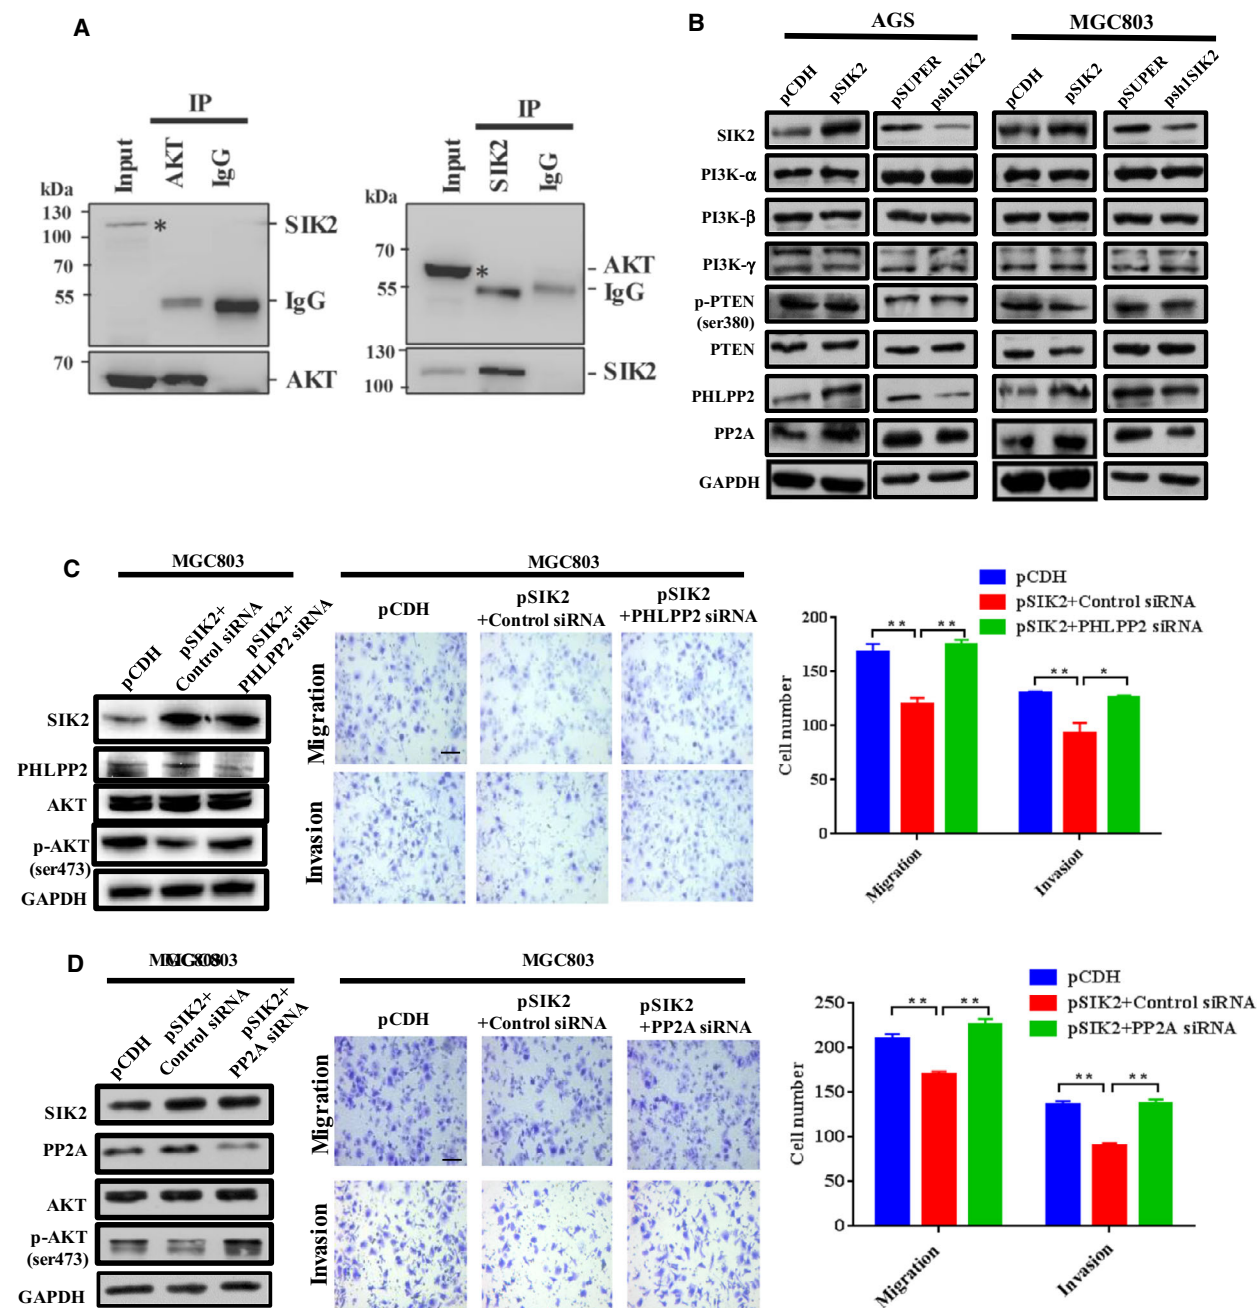 A
IP
Input
AKT
IgG
kDa
130
100
70
55
70
* SIK2
IgG
AKT
IP
Input
SIK2
IgG
kDa
70
55
130
100
* AKT
IgG
SIK2
B
AGS
MGC803
pCDH
pSIK2
pSUPER
psh1SIK2
pCDH
pSIK2
pSUPER
psh1SIK2
SIK2
PI3K-α
PI3K-β
PI3K-γ
p-PTEN
(ser380)
PTEN
PHLPP2
PP2A
GAPDH
C
MGC803
pCDH
pSIK2+
Control siRNA
pSIK2+
PHLPP2 siRNA
SIK2
PHLPP2
AKT
p-AKT
(ser473)
GAPDH
MGC803
pCDH
pSIK2
+Control siRNA
pSIK2
+PHLPP2 siRNA
Migration
Invasion
pCDH
pSIK2+Control siRNA
pSIK2+PHLPP2 siRNA
Cell number
200
150
100
50
0
** **
** *
Migration
Invasion
D
MGC803
pCDH
pSIK2+
Control siRNA
pSIK2+
PP2A siRNA
SIK2
PP2A
AKT
p-AKT
(ser473)
GAPDH
MGC803
pCDH
pSIK2
+Control siRNA
pSIK2
+PP2A siRNA
Migration
Invasion
pCDH
pSIK2+Control siRNA
pSIK2+PP2A siRNA
Cell number
250
200
150
100
50
0
** **
** **
Migration
Invasion